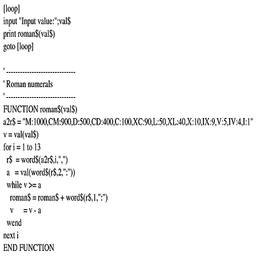 [loop]
input "Input value:";val$
print roman$(val$)
goto [loop]
' ------------------------------
' Roman numerals
' ------------------------------
FUNCTION roman$(val$)
a2r$ = "M:1000,CM:900,D:500,CD:400,C:100,XC:90,L:50,XL:40,X:10,IX:9,V:5,IV:4,I:1"
v = val(val$)
for i = 1 to 13
r$ = word$(a2r$,i,",")
a = val(word$(r$,2,":"))
while v >= a
roman$ = roman$ + word$(r$,1,":")
v = v - a
wend
next i
END FUNCTION